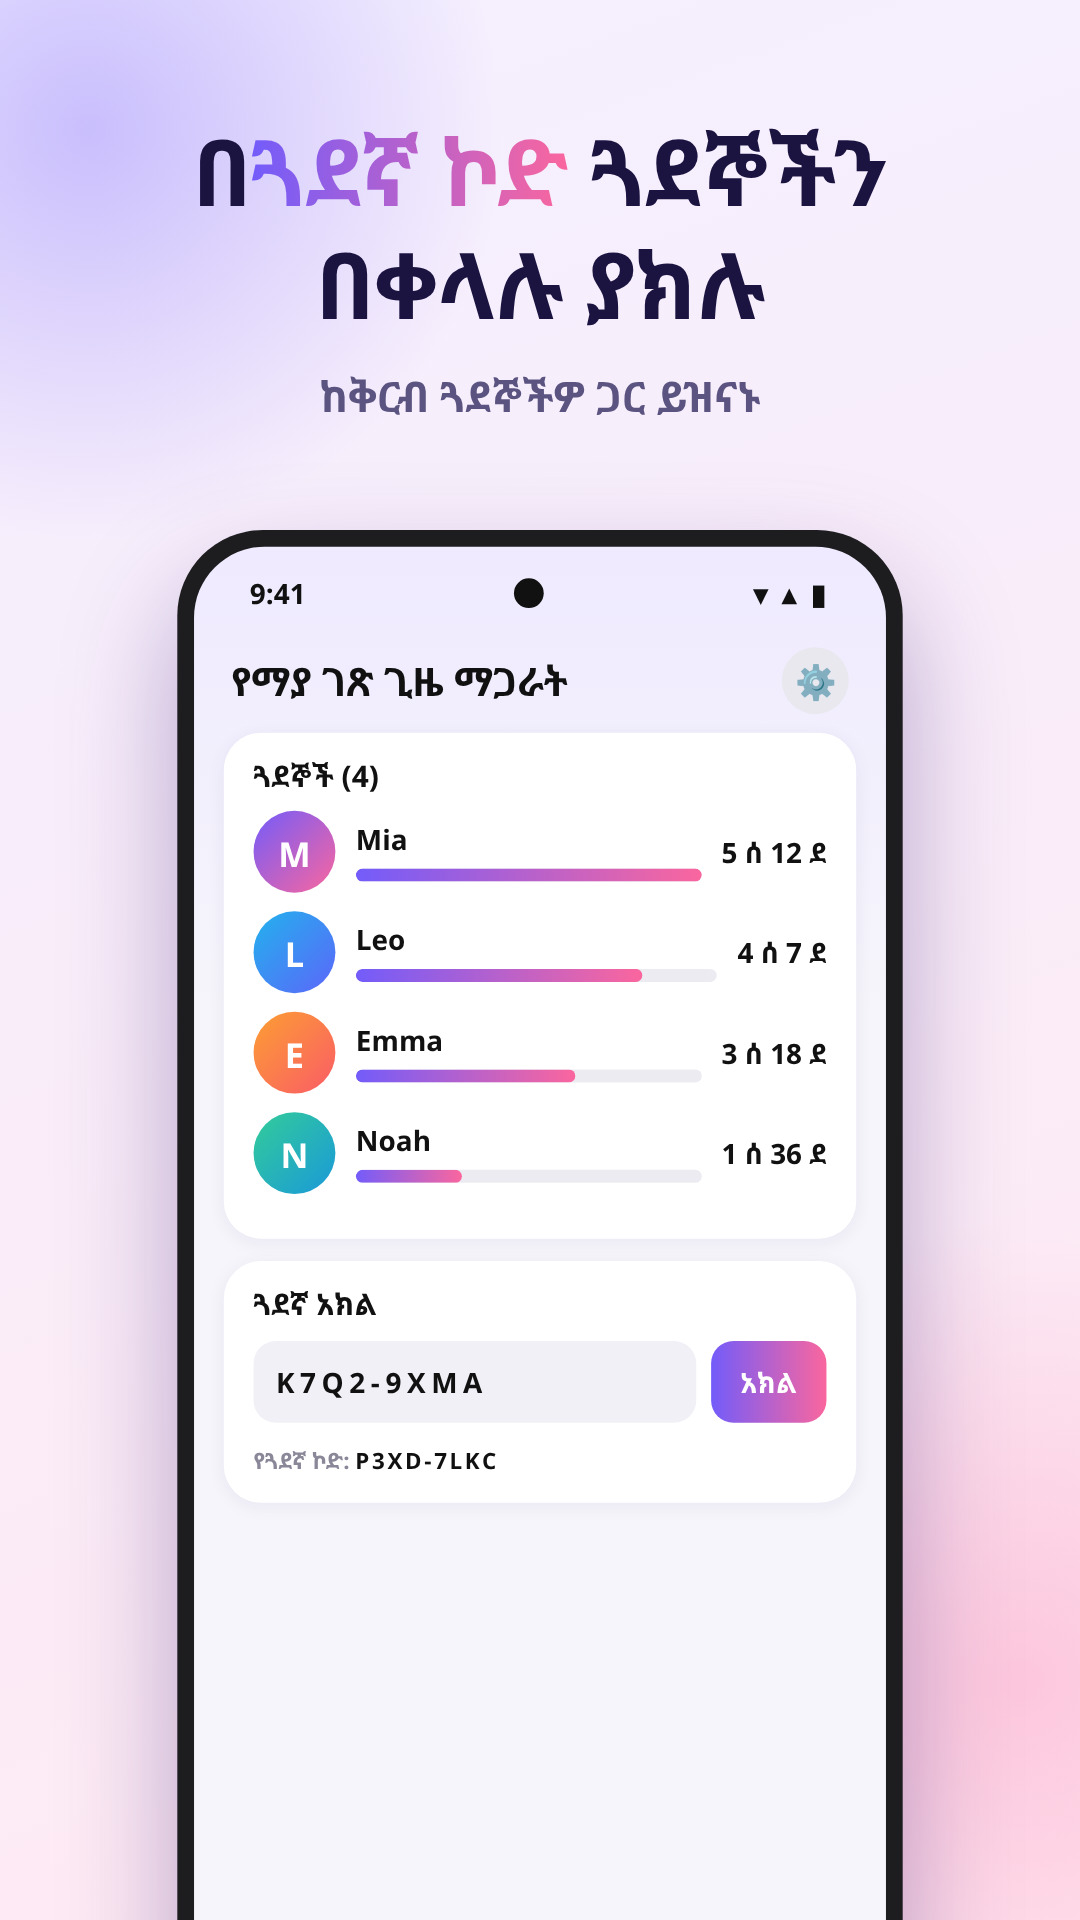 በጓደኛ ኮድ ጓደኞችን
በቀላሉ ያክሉ
ከቅርብ ጓደኞችዎ ጋር ይዝናኑ
9:41
የማያ ገጽ ጊዜ ማጋራት
ጓደኞች (4)
M
Mia
5 ሰ 12 ደ
L
Leo
4 ሰ 7 ደ
E
Emma
3 ሰ 18 ደ
N
Noah
1 ሰ 36 ደ
ጓደኛ አክል
K7Q2-9XMA
አክል
የጓደኛ ኮድ: P3XD-7LKC